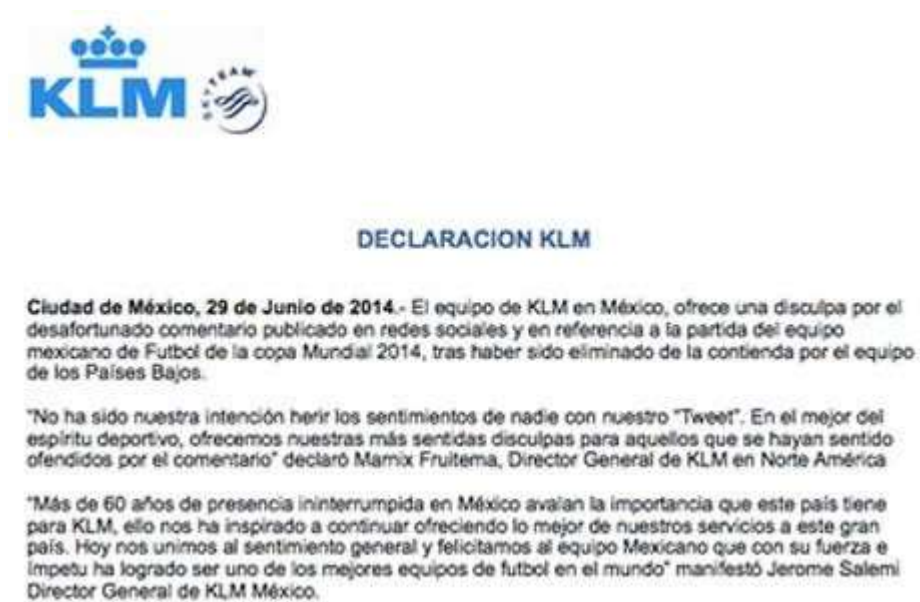 KLM SKYTEAM
DECLARACION KLM
Ciudad de México, 29 de Junio de 2014.- El equipo de KLM en México, ofrece una disculpa por el
desafortunado comentario publicado en redes sociales y en referencia a la partida del equipo
mexicano de Futbol de la copa Mundial 2014, tras haber sido eliminado de la contienda por el equipo
de los Países Bajos.
"No ha sido nuestra intención herir los sentimientos de nadie con nuestro "Tweet". En el mejor del
espíritu deportivo, ofrecemos nuestras más sentidas disculpas para aquellos que se hayan sentido
ofendidos por el comentario" declaró Marnix Fruitema, Director General de KLM en Norte América
"Más de 60 años de presencia ininterrumpida en México avalan la importancia que este país tiene
para KLM, ello nos ha inspirado a continuar ofreciendo lo mejor de nuestros servicios a este gran
país. Hoy nos unimos al sentimiento general y felicitamos al equipo Mexicano que con su fuerza e
ímpetu ha logrado ser uno de los mejores equipos de futbol en el mundo" manifestó Jerome Salemi
Director General de KLM México.